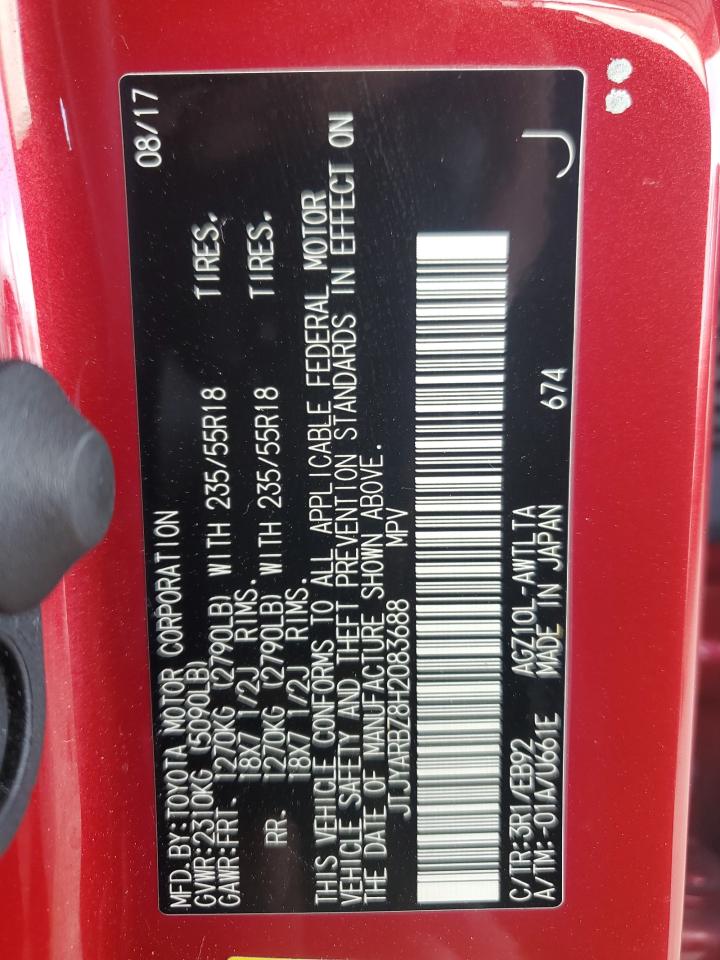 MFD.BY:TOYOTA MOTOR CORPORATION 08/17
GVWR:2310KG (5090LB)
GAWR:FRT. 1270KG (2790LB) WITH 235/55R18 TIRES.
18X7 1/2J RIMS.
RR. 1270KG (2790LB) WITH 235/55R18 TIRES.
18X7 1/2J RIMS.
THIS VEHICLE CONFORMS TO ALL APPLICABLE FEDERAL MOTOR
VEHICLE SAFETY AND THEFT PREVENTION STANDARDS IN EFFECT ON
THE DATE OF MANUFACTURE SHOWN ABOVE.
JTJYARBZ8H2083688 MPV
J
C/TR:3R1/EB92 AGZ10L-AWTLTA
A/TM:-01A/U661E MADE IN JAPAN 674